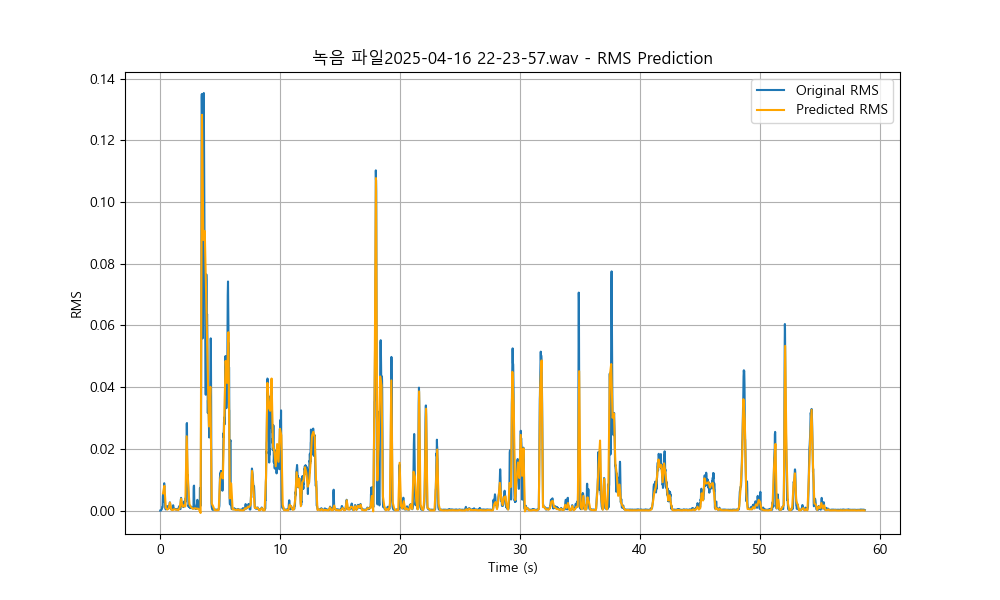 녹음 파일2025-04-16 22-23-57.wav - RMS Prediction
Original RMS
Predicted RMS
0.14
0.12
0.10
0.08
0.06
0.04
0.02
0.00
RMS
0 10 20 30 40 50 60
Time (s)